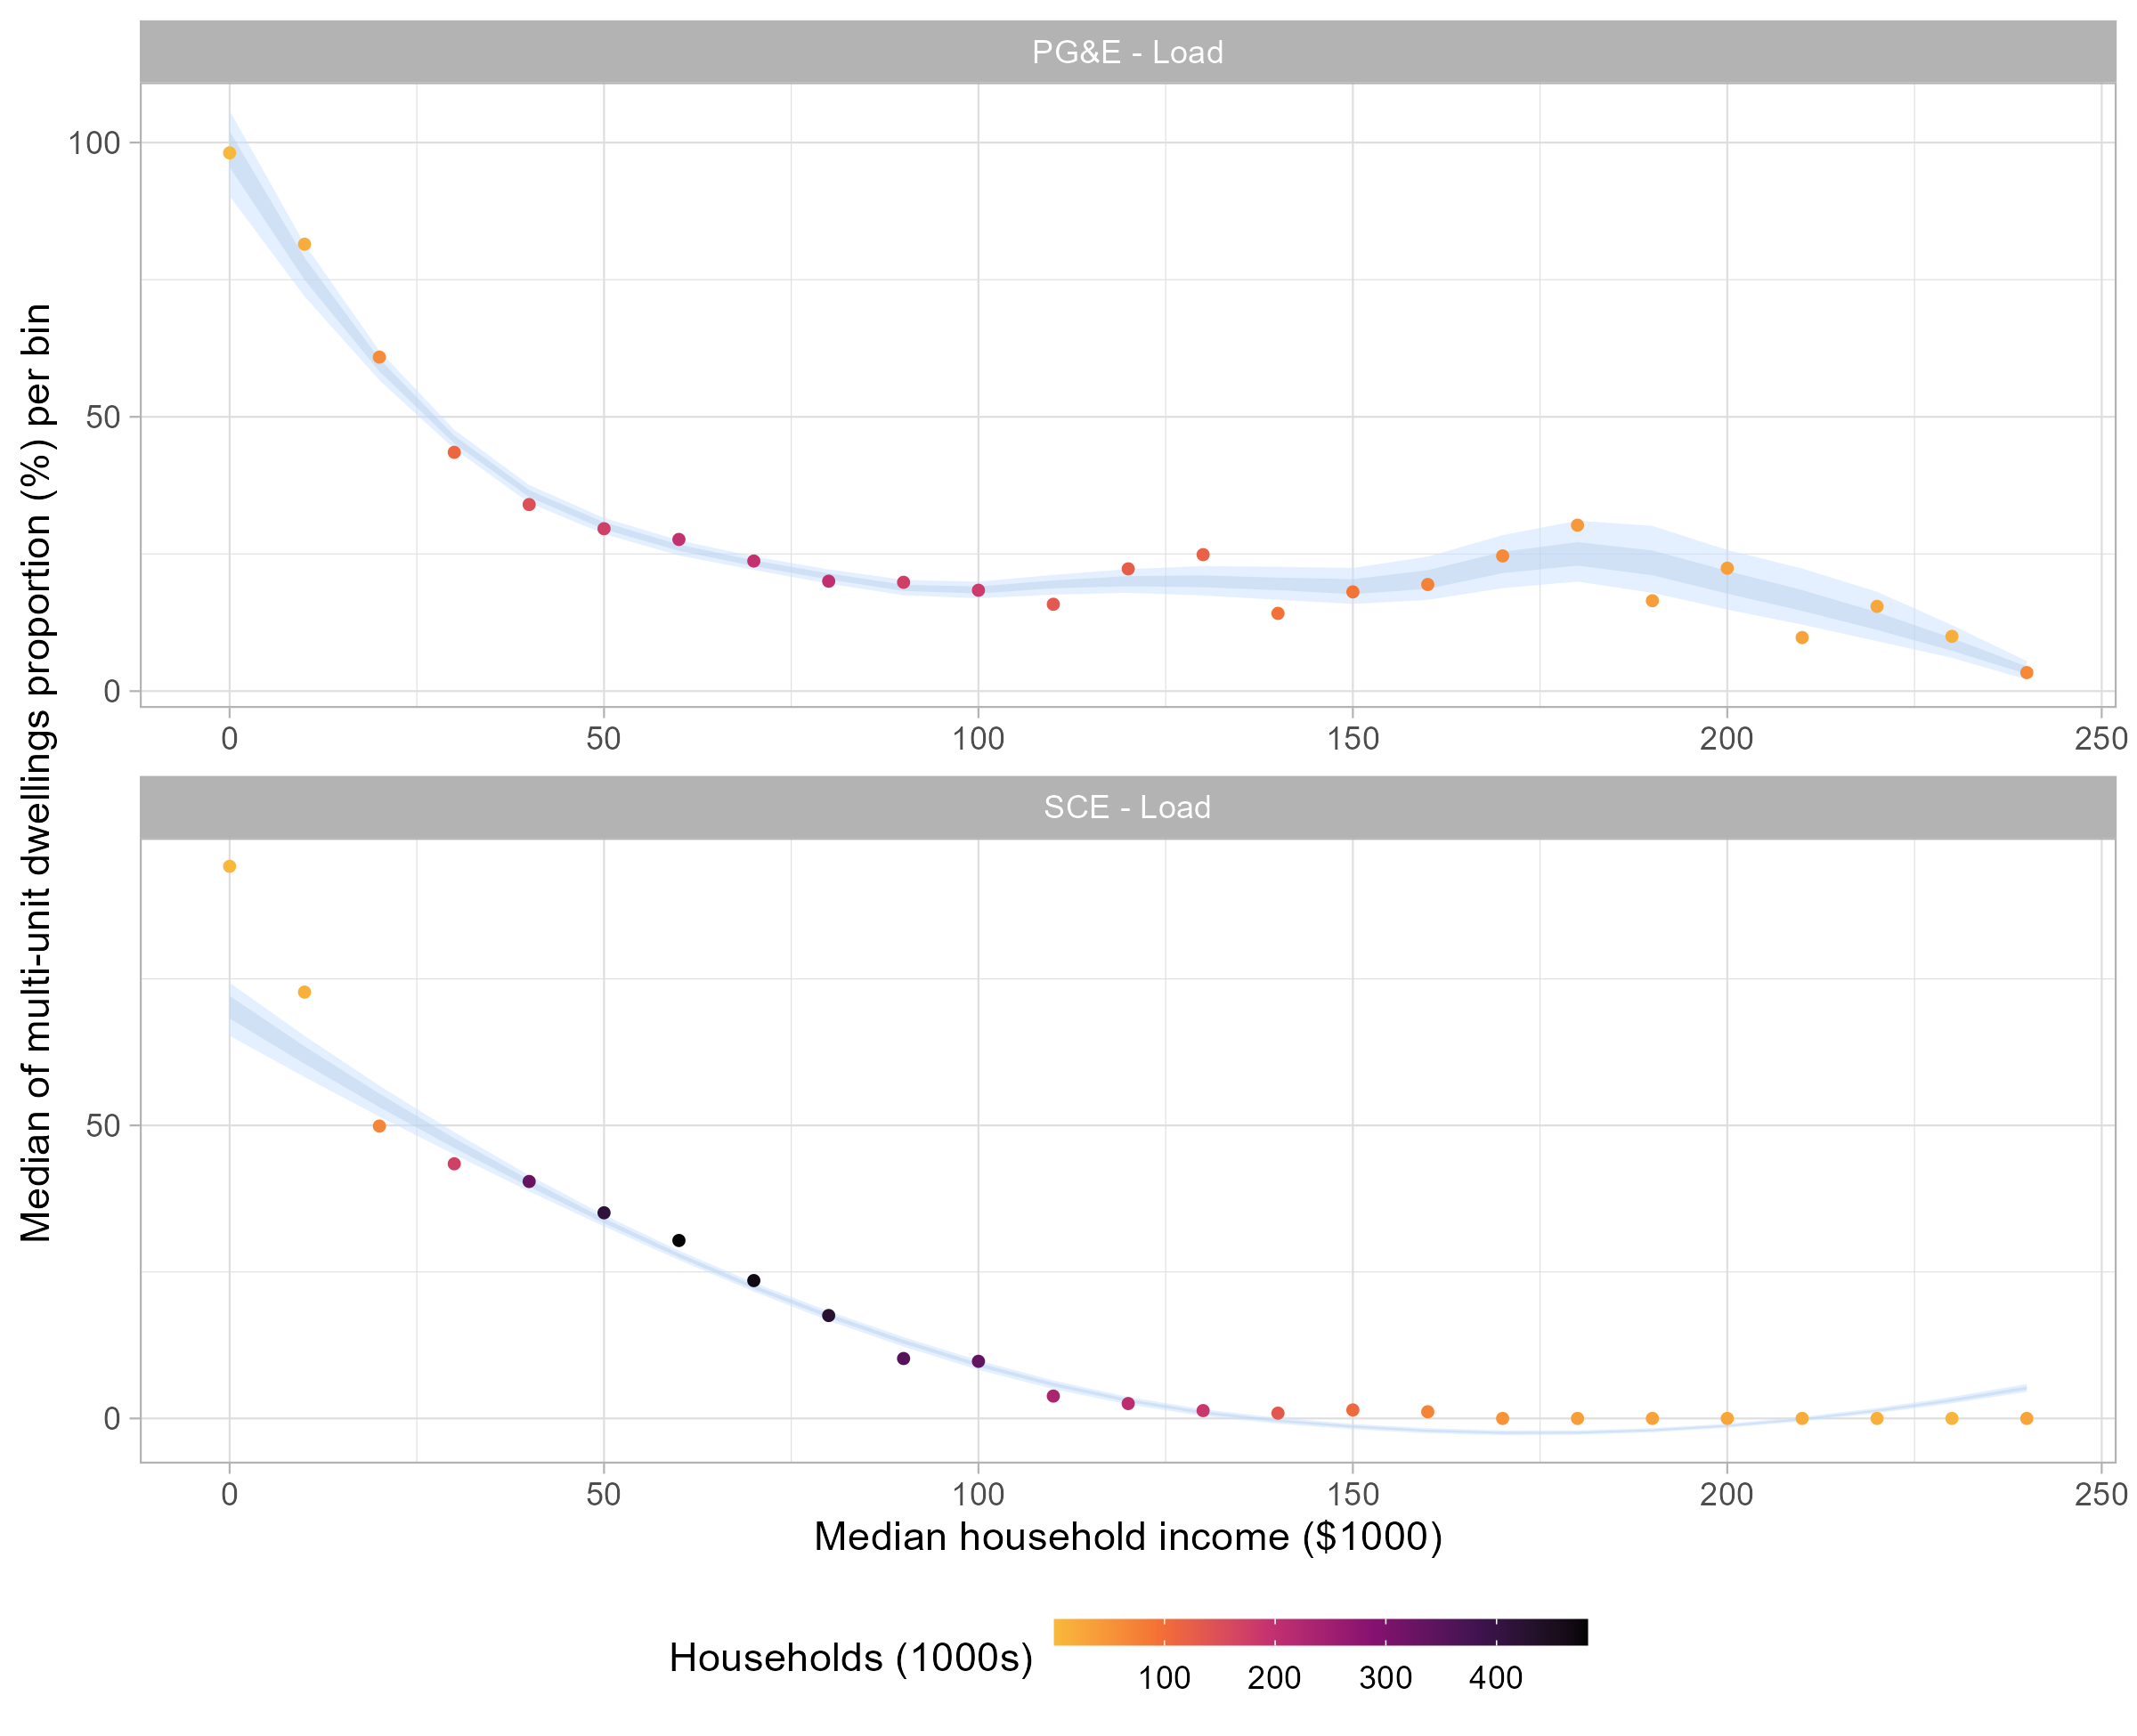 PG&E - Load
100
50
0
0 50 100 150 200 250
SCE - Load
50
0
0 50 100 150 200 250
Median of multi-unit dwellings proportion (%) per bin
Median household income ($1000)
Households (1000s)
100 200 300 400